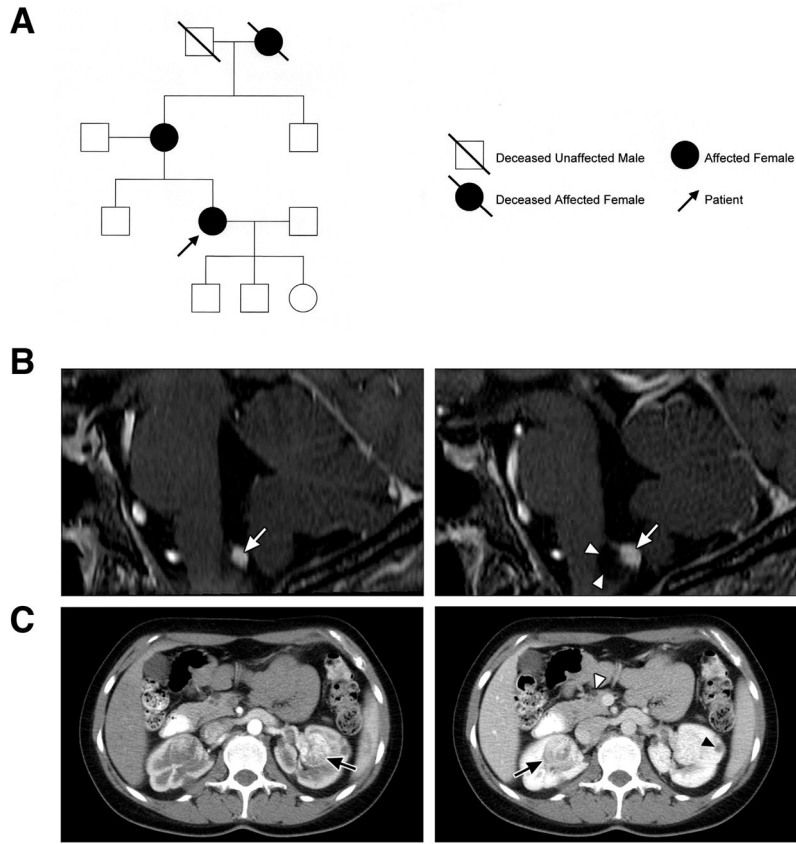 A
Deceased Unaffected Male
Affected Female
Deceased Affected Female
Patient
B
C